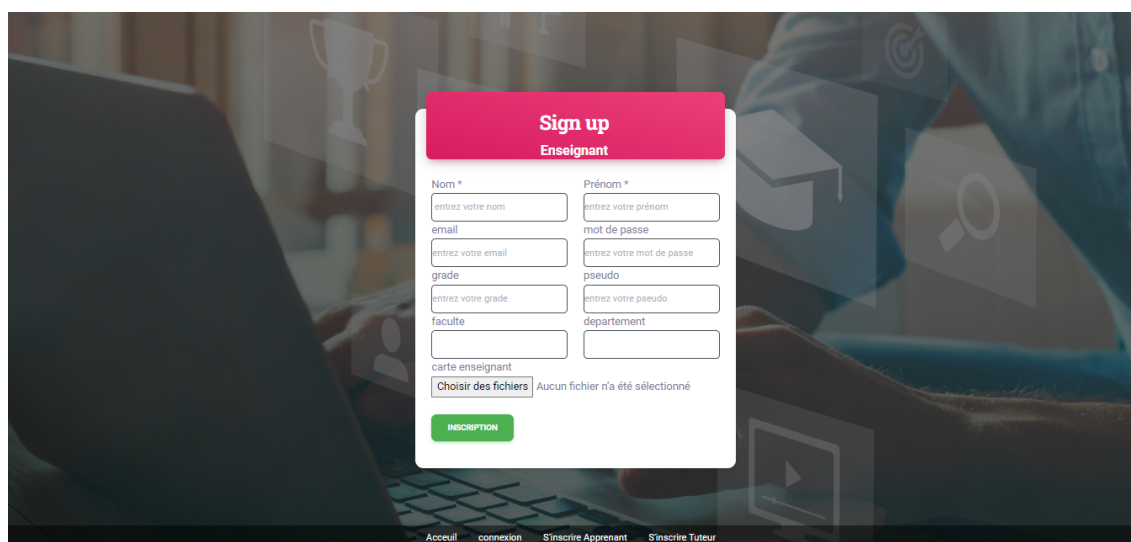 Sign up
Enseignant
Nom * Prénom *
entrez votre nom entrez votre prénom
email mot de passe
entrez votre email entrez votre mot de passe
grade pseudo
entrez votre grade entrez votre pseudo
faculte departement
carte enseignant
Choisir des fichiers Aucun fichier n'a été sélectionné
INSCRIPTION
Acceuil connexion S'inscrire Apprenant S'inscrire Tuteur